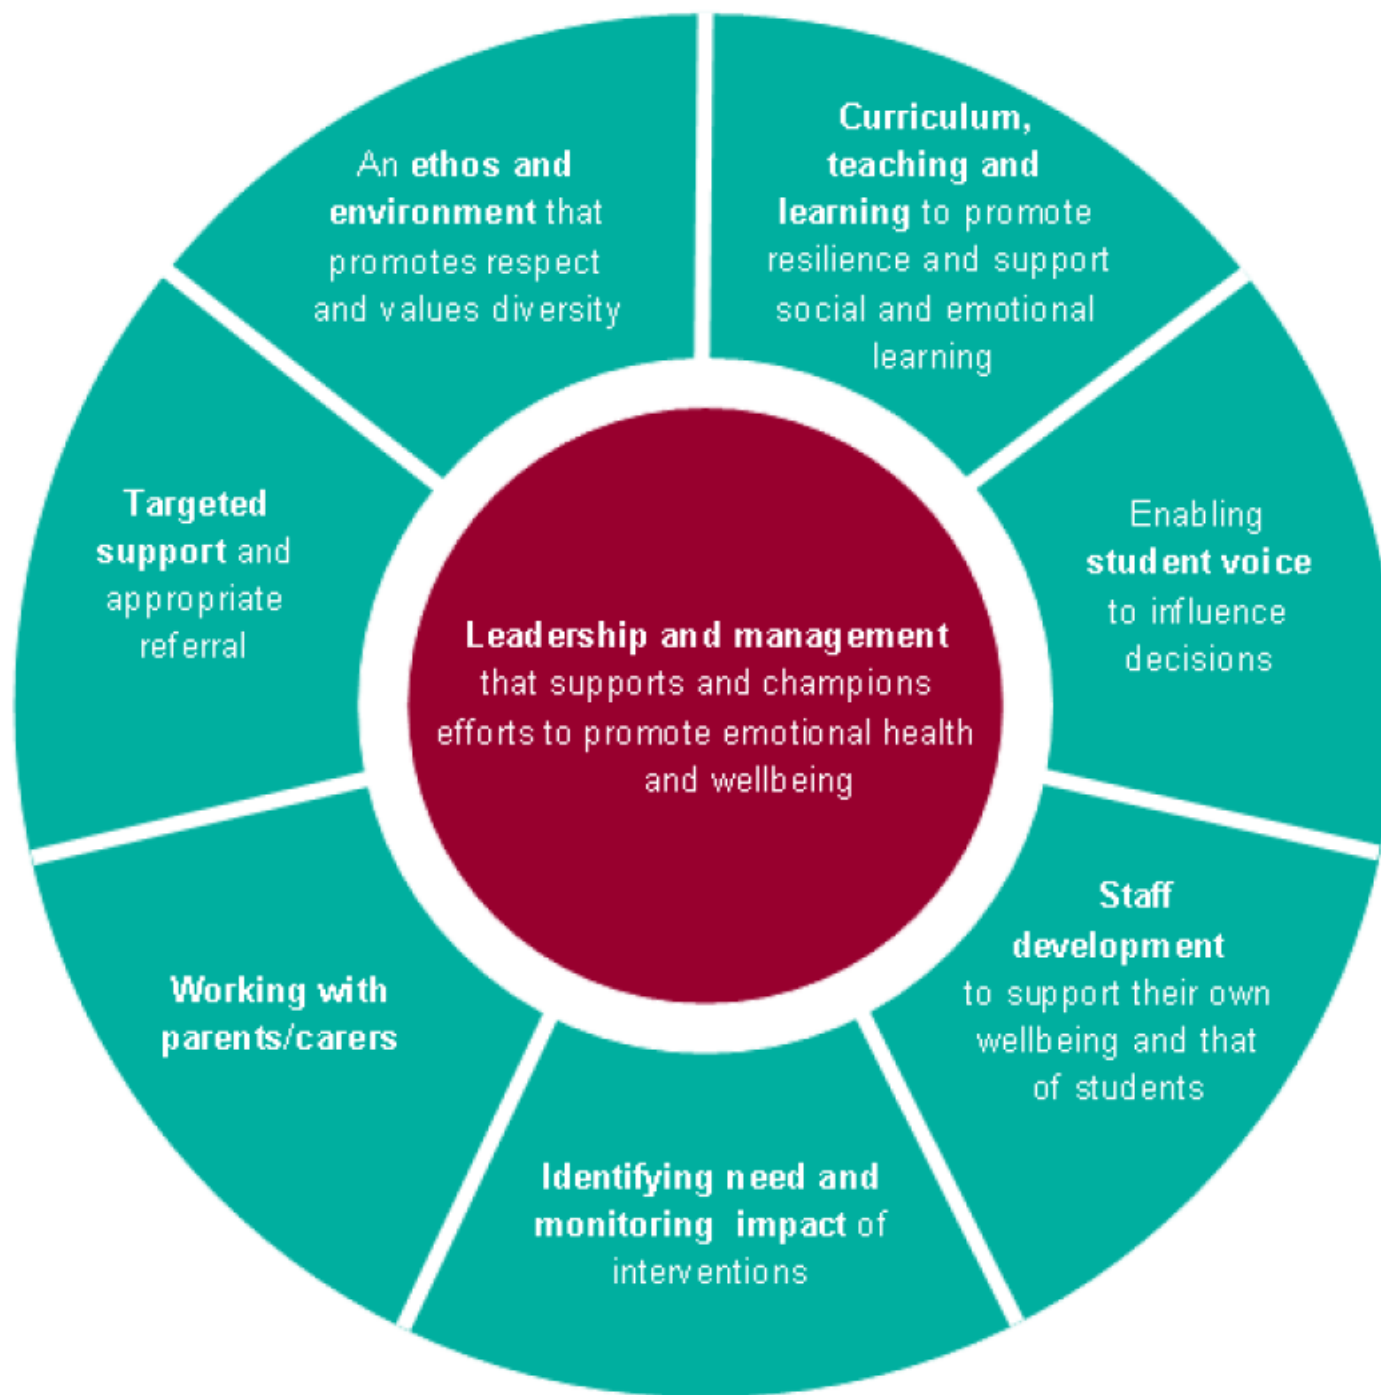 An ethos and
environment that
promotes respect
and values diversity
Curriculum,
teaching and
learning to promote
resilience and support
social and emotional
learning
Enabling
student voice
to influence
decisions
Staff
development
to support their own
wellbeing and that
of students
Identifying need and
monitoring impact of
interventions
Working with
parents/carers
Targeted
support and
appropriate
referral
Leadership and management
that supports and champions
efforts to promote emotional health
and wellbeing